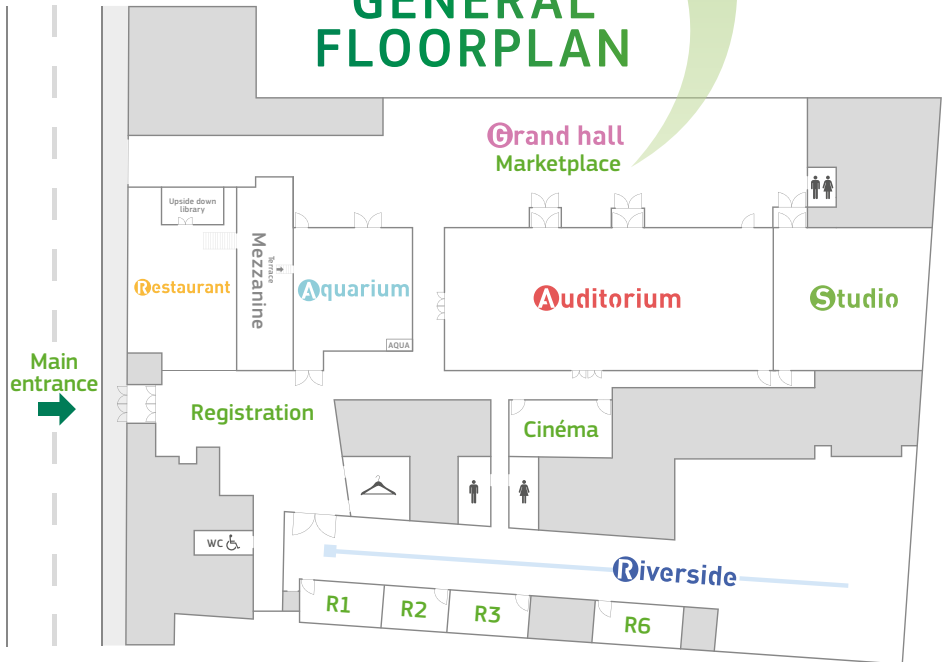 GENERAL
FLOORPLAN
Grand hall
Marketplace
Upside down
library
Mezzanine
Terrace
Restaurant
Aquarium
Auditorium
Studio
AQUA
Main
entrance
Registration
Cinéma
WC
Riverside
R1
R2
R3
R6